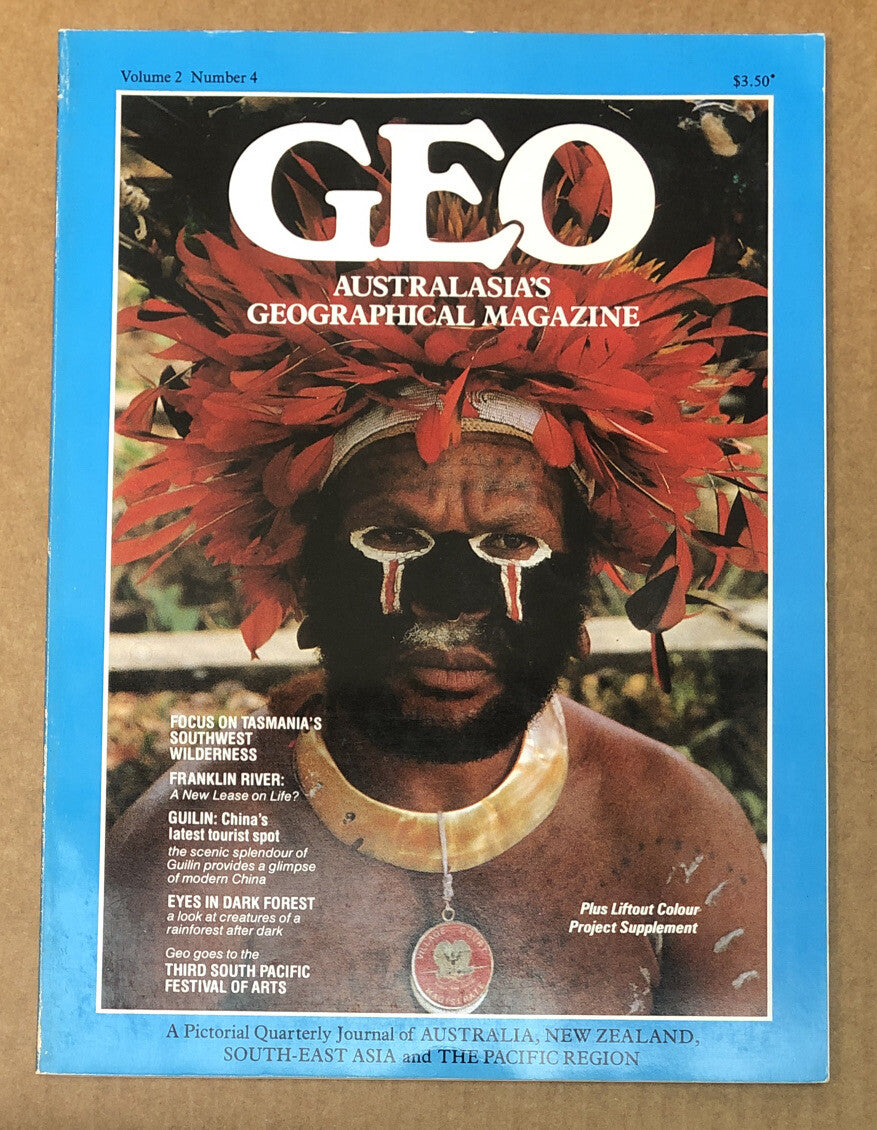 Volume 2 Number 4
$3.50*
GEO
AUSTRALASIA'S
GEOGRAPHICAL MAGAZINE
FOCUS ON TASMANIA'S
SOUTHWEST
WILDERNESS
FRANKLIN RIVER:
A New Lease on Life?
GUILIN: China's
latest tourist spot
the scenic splendour of
Guilin provides a glimpse
of modern China
EYES IN DARK FOREST
a look at creatures of a
rainforest after dark
Geo goes to the
THIRD SOUTH PACIFIC
FESTIVAL OF ARTS
Plus Liftout Colour
Project Supplement
VILLAGE COURT
MAGISTRATE
A Pictorial Quarterly Journal of AUSTRALIA, NEW ZEALAND,
SOUTH-EAST ASIA and THE PACIFIC REGION